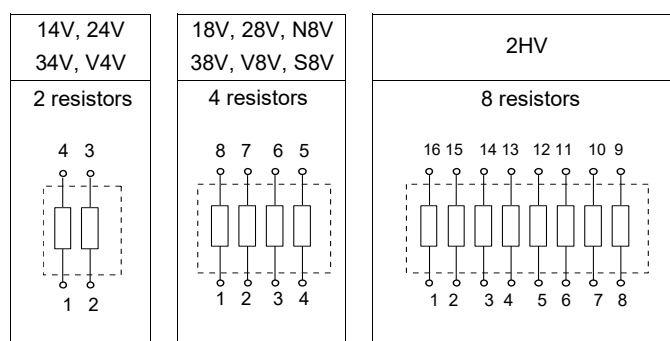 14V, 24V
34V, V4V
2 resistors
4 3
1 2
18V, 28V, N8V
38V, V8V, S8V
4 resistors
8 7 6 5
1 2 3 4
2HV
8 resistors
16 15 14 13 12 11 10 9
1 2 3 4 5 6 7 8